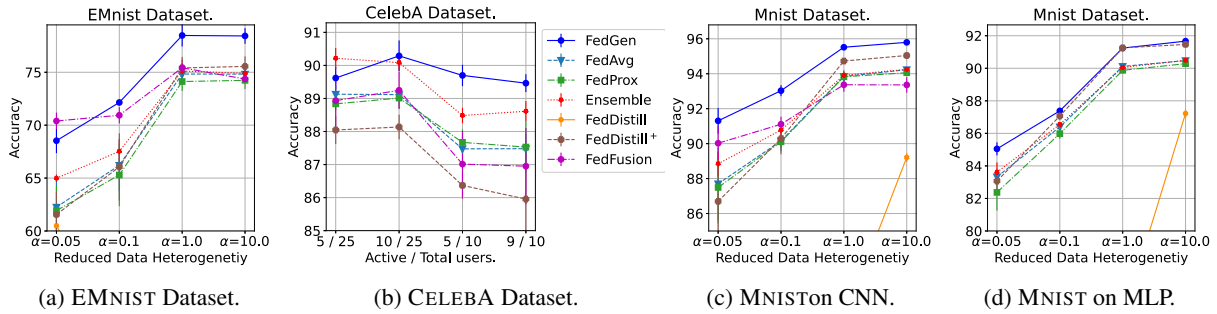 EMnist Dataset.
Accuracy
75
70
65
60
α=0.05 α=0.1 α=1.0 α=10.0
Reduced Data Heterogenetiy
(a) EMNIST Dataset.
CelebA Dataset.
Accuracy
91
90
89
88
87
86
85
5 / 25 10 / 25 5 / 10 9 / 10
Active / Total users.
(b) CELEBA Dataset.
FedGen
FedAvg
FedProx
Ensemble
FedDistill
FedDistill+
FedFusion
Mnist Dataset.
Accuracy
96
94
92
90
88
86
α=0.05 α=0.1 α=1.0 α=10.0
Reduced Data Heterogenetiy
(c) MNISTon CNN.
Mnist Dataset.
Accuracy
92
90
88
86
84
82
80
α=0.05 α=0.1 α=1.0 α=10.0
Reduced Data Heterogenetiy
(d) MNIST on MLP.